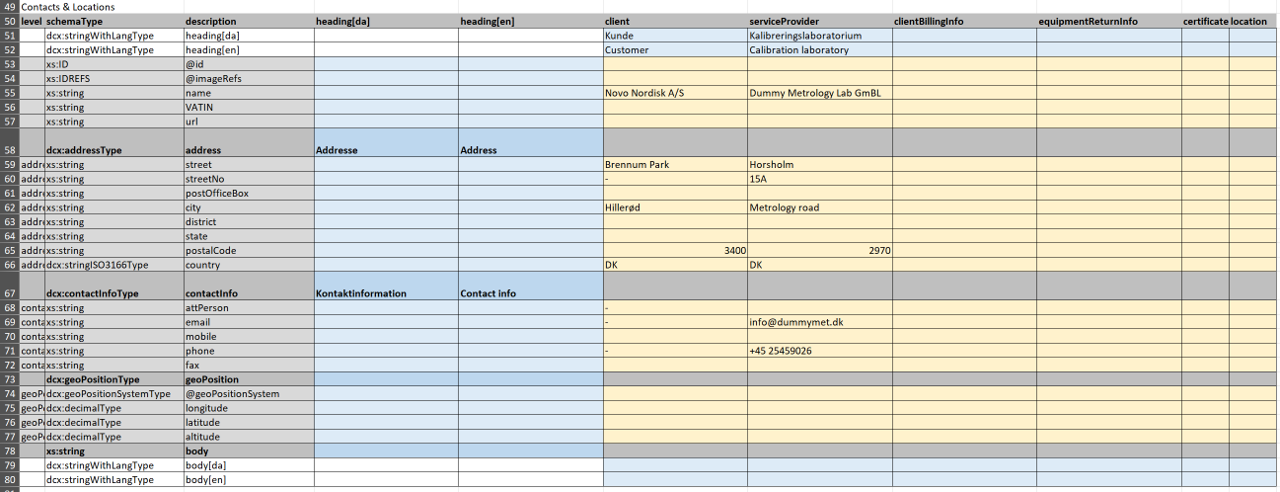 49 Contacts & Locations
50 level schemaType description heading[da] heading[en] client serviceProvider clientBillingInfo equipmentReturnInfo certificate location
51 dcx:stringWithLangType heading[da] Kunde Kalibreringslaboratorium
52 dcx:stringWithLangType heading[en] Customer Calibration laboratory
53 xs:ID @id
54 xs:IDREFS @imageRefs
55 xs:string name Novo Nordisk A/S Dummy Metrology Lab GmBL
56 xs:string VATIN
57 xs:string url
58 dcx:addressType address Addresse Address
59 addre xs:string street Brennum Park Horsholm
60 addre xs:string streetNo - 15A
61 addre xs:string postOfficeBox
62 addre xs:string city Hillerød Metrology road
63 addre xs:string district
64 addre xs:string state
65 addre xs:string postalCode 3400 2970
66 addre dcx:stringISO3166Type country DK DK
67 dcx:contactInfoType contactInfo Kontaktinformation Contact info
68 conta xs:string attPerson -
69 conta xs:string email - info@dummymet.dk
70 conta xs:string mobile
71 conta xs:string phone - +45 25459026
72 conta xs:string fax
73 dcx:geoPositionType geoPosition
74 geoP dcx:geoPositionSystemType @geoPositionSystem
75 geoP dcx:decimalType longitude
76 geoP dcx:decimalType latitude
77 geoP dcx:decimalType altitude
78 xs:string body
79 dcx:stringWithLangType body[da]
80 dcx:stringWithLangType body[en]